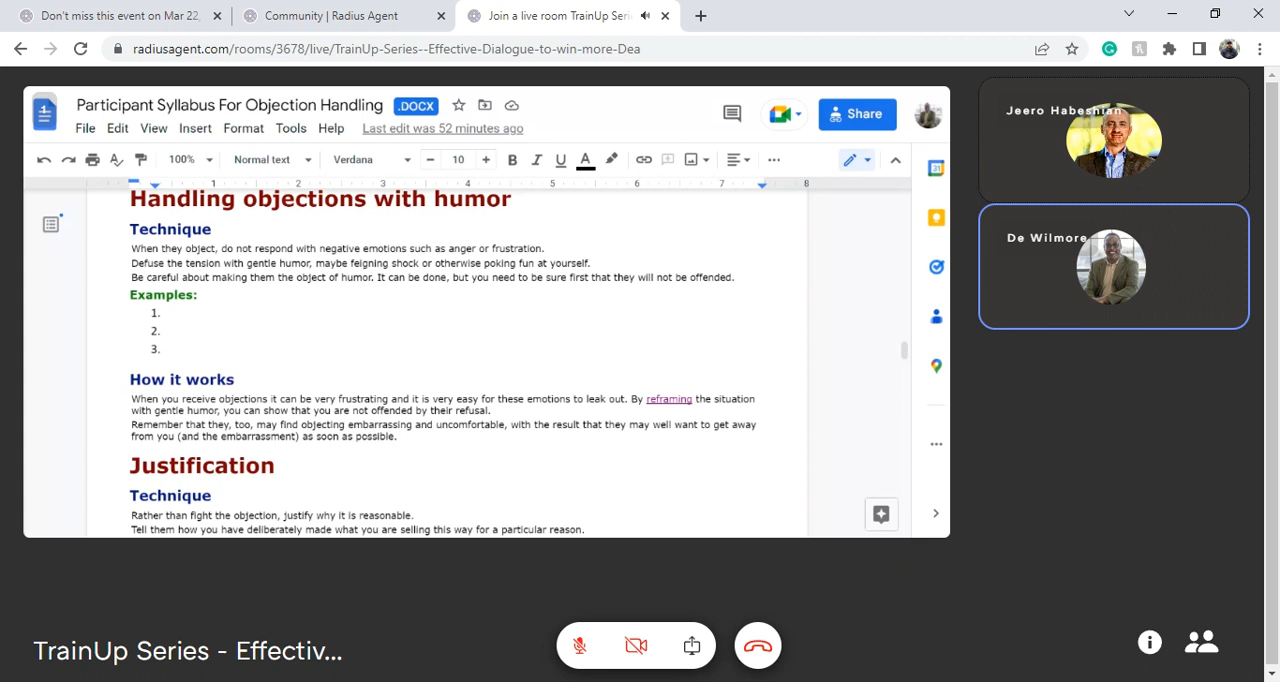 Don't miss this event on Mar 22,
Community | Radius Agent
Join a live room TrainUp Seri
radiusagent.com/rooms/3678/live/TrainUp-Series--Effective-Dialogue-to-win-more-Dea
Participant Syllabus For Objection Handling .DOCX
Share
File Edit View Insert Format Tools Help Last edit was 52 minutes ago
100% Normal text Verdana 10 B I U A
1 2 3 4 5 6 7 8
31
Handling objections with humor
Technique
When they object, do not respond with negative emotions such as anger or frustration.
Defuse the tension with gentle humor, maybe feigning shock or otherwise poking fun at yourself.
Be careful about making them the object of humor. It can be done, but you need to be sure first that they will not be offended.
Examples:
1.
2.
3.
How it works
When you receive objections it can be very frustrating and it is very easy for these emotions to leak out. By reframing the situation
with gentle humor, you can show that you are not offended by their refusal.
Remember that they, too, may find objecting embarrassing and uncomfortable, with the result that they may well want to get away
from you (and the embarrassment) as soon as possible.
Justification
Technique
Rather than fight the objection, justify why it is reasonable.
Tell them how you have deliberately made what you are selling this way for a particular reason.
Jeero Habeshian
De Wilmore
TrainUp Series - Effectiv...